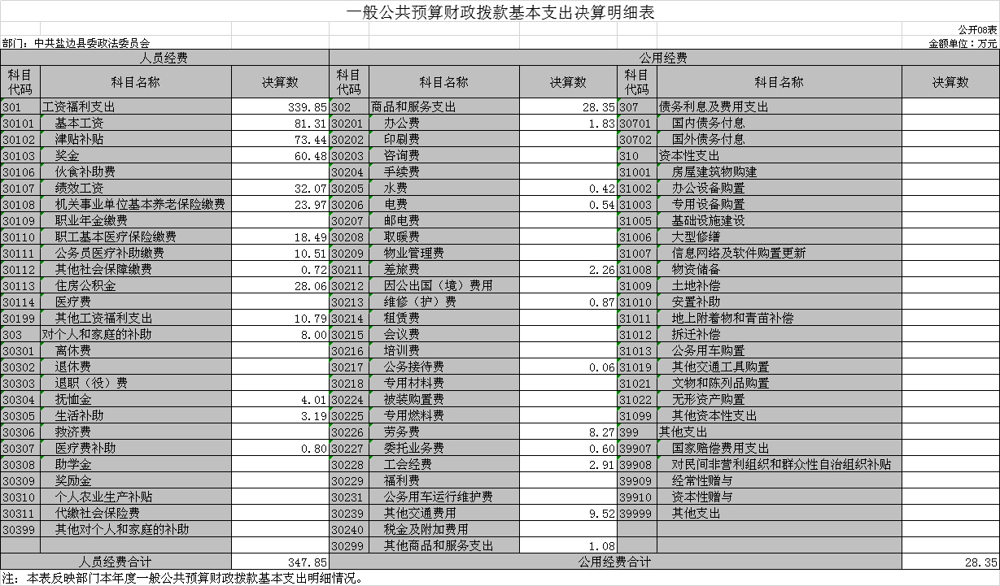 一般公共预算财政拨款基本支出决算明细表
公开08表
部门：中共盐边县委政法委员会 金额单位：万元
人员经费 公用经费
科目代码 科目名称 决算数 科目代码 科目名称 决算数 科目代码 科目名称 决算数
301 工资福利支出 339.85 302 商品和服务支出 28.35 307 债务利息及费用支出
30101 基本工资 81.31 30201 办公费 1.83 30701 国内债务付息
30102 津贴补贴 73.44 30202 印刷费 30702 国外债务付息
30103 奖金 60.48 30203 咨询费 310 资本性支出
30106 伙食补助费 30204 手续费 31001 房屋建筑物购建
30107 绩效工资 32.07 30205 水费 0.42 31002 办公设备购置
30108 机关事业单位基本养老保险缴费 23.97 30206 电费 0.54 31003 专用设备购置
30109 职业年金缴费 30207 邮电费 31005 基础设施建设
30110 职工基本医疗保险缴费 18.49 30208 取暖费 31006 大型修缮
30111 公务员医疗补助缴费 10.51 30209 物业管理费 31007 信息网络及软件购置更新
30112 其他社会保障缴费 0.72 30211 差旅费 2.26 31008 物资储备
30113 住房公积金 28.06 30212 因公出国（境）费用 31009 土地补偿
30114 医疗费 30213 维修（护）费 0.87 31010 安置补助
30199 其他工资福利支出 10.79 30214 租赁费 31011 地上附着物和青苗补偿
303 对个人和家庭的补助 8.00 30215 会议费 31012 拆迁补偿
30301 离休费 30216 培训费 31013 公务用车购置
30302 退休费 30217 公务接待费 0.06 31019 其他交通工具购置
30303 退职（役）费 30218 专用材料费 31021 文物和陈列品购置
30304 抚恤金 4.01 30224 被装购置费 31022 无形资产购置
30305 生活补助 3.19 30225 专用燃料费 31099 其他资本性支出
30306 救济费 30226 劳务费 8.27 399 其他支出
30307 医疗费补助 0.80 30227 委托业务费 0.60 39907 国家赔偿费用支出
30308 助学金 30228 工会经费 2.91 39908 对民间非营利组织和群众性自治组织补贴
30309 奖励金 30229 福利费 39909 经常性赠与
30310 个人农业生产补贴 30231 公务用车运行维护费 39910 资本性赠与
30311 代缴社会保险费 30239 其他交通费用 9.52 39999 其他支出
30399 其他对个人和家庭的补助 30240 税金及附加费用
30299 其他商品和服务支出 1.08
人员经费合计 347.85 公用经费合计 28.35
注：本表反映部门本年度一般公共预算财政拨款基本支出明细情况。